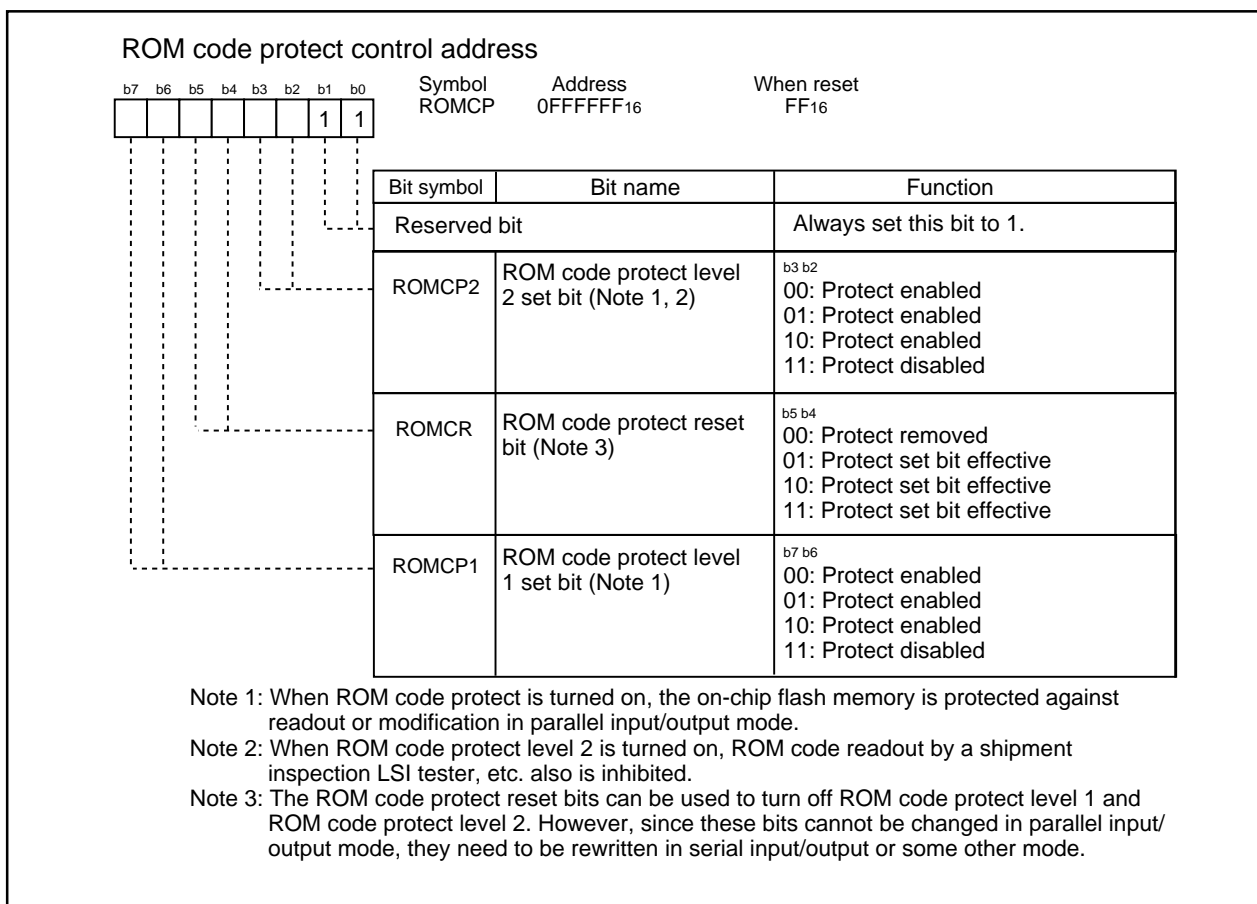 ROM code protect control address
b7 b6 b5 b4 b3 b2 b1 b0
Symbol Address When reset
ROMCP 0FFFFFF16 FF16
1 1
Bit symbol Bit name Function
Reserved bit Always set this bit to 1.
ROMCP2 ROM code protect level
2 set bit (Note 1, 2)
b3 b2
00: Protect enabled
01: Protect enabled
10: Protect enabled
11: Protect disabled
ROMCR ROM code protect reset
bit (Note 3)
b5 b4
00: Protect removed
01: Protect set bit effective
10: Protect set bit effective
11: Protect set bit effective
ROMCP1 ROM code protect level
1 set bit (Note 1)
b7 b6
00: Protect enabled
01: Protect enabled
10: Protect enabled
11: Protect disabled
Note 1: When ROM code protect is turned on, the on-chip flash memory is protected against
readout or modification in parallel input/output mode.
Note 2: When ROM code protect level 2 is turned on, ROM code readout by a shipment
inspection LSI tester, etc. also is inhibited.
Note 3: The ROM code protect reset bits can be used to turn off ROM code protect level 1 and
ROM code protect level 2. However, since these bits cannot be changed in parallel input/
output mode, they need to be rewritten in serial input/output or some other mode.